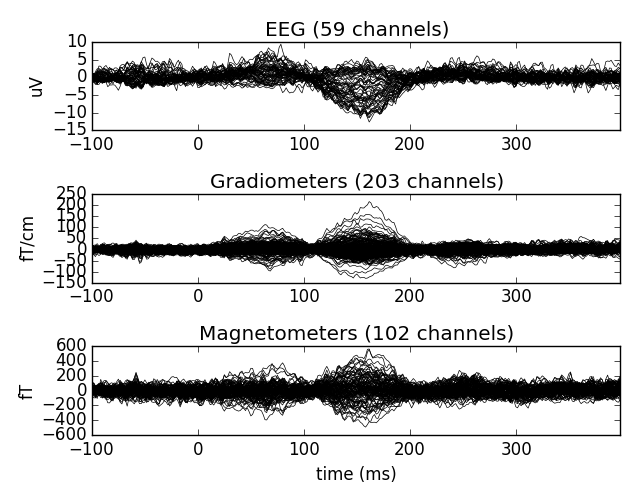 EEG (59 channels)
10
5
0
−5
−10
−15
uV
−100 0 100 200 300
Gradiometers (203 channels)
250
200
150
100
50
0
−50
−100
−150
fT/cm
−100 0 100 200 300
Magnetometers (102 channels)
600
400
200
0
−200
−400
−600
fT
−100 0 100 200 300
time (ms)